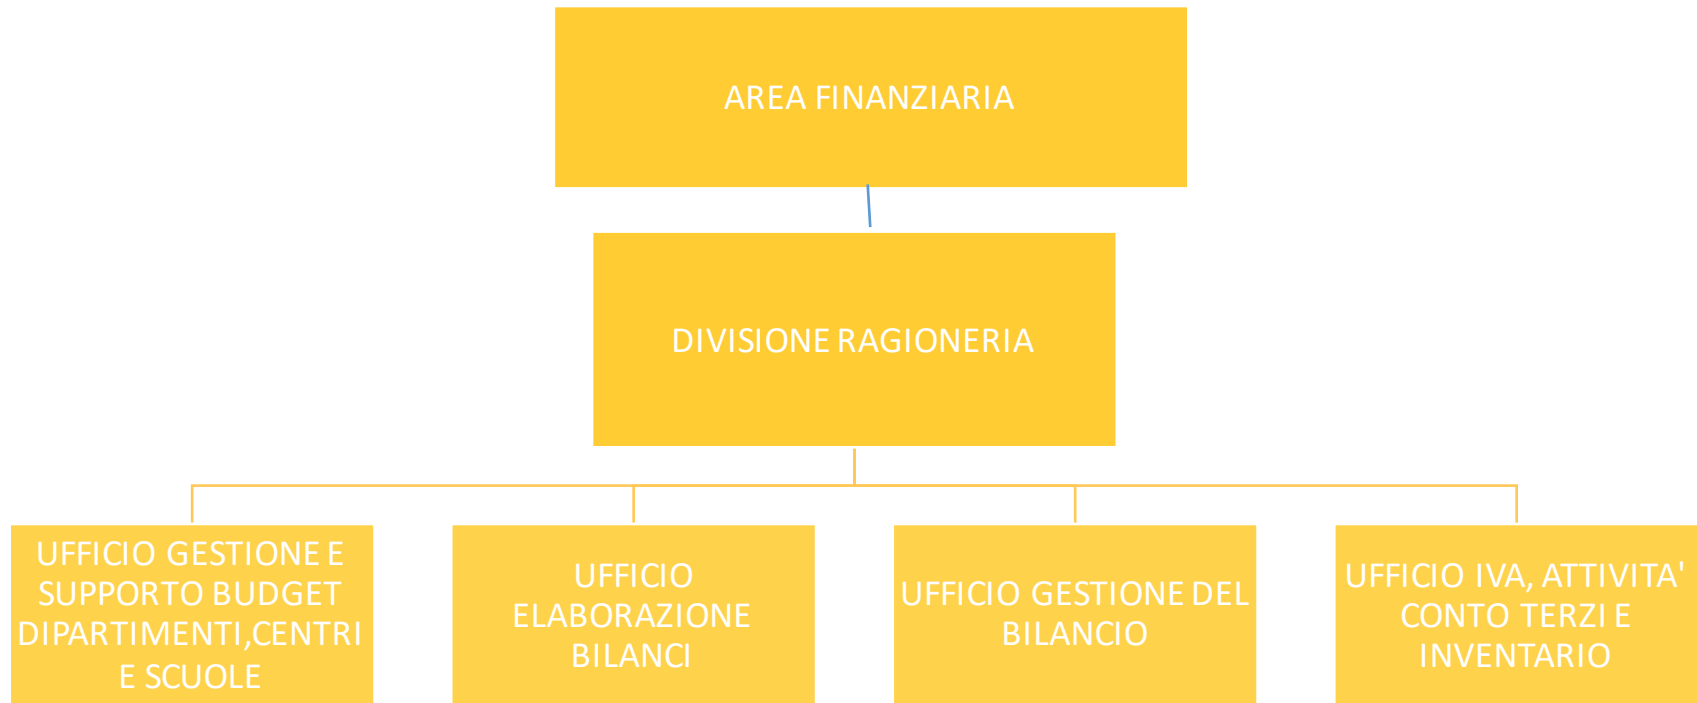 AREA FINANZIARIA
DIVISIONE RAGIONERIA
UFFICIO GESTIONE E
SUPPORTO BUDGET
DIPARTIMENTI,CENTRI
E SCUOLE
UFFICIO
ELABORAZIONE
BILANCI
UFFICIO GESTIONE DEL
BILANCIO
UFFICIO IVA, ATTIVITA'
CONTO TERZI E
INVENTARIO